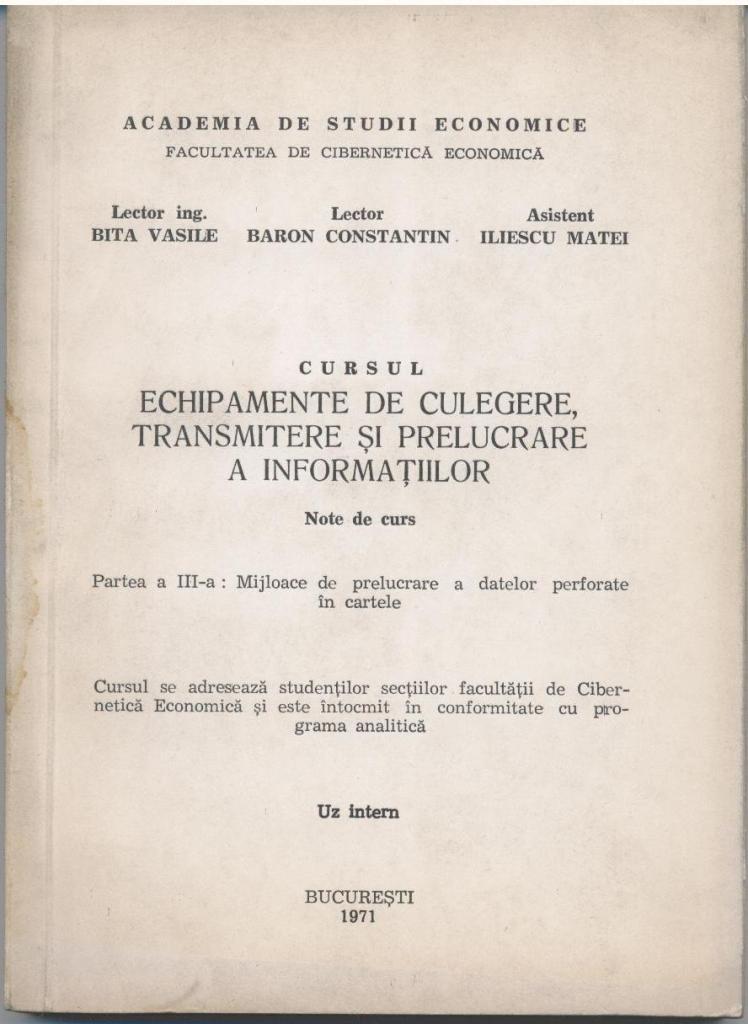 ACADEMIA DE STUDII ECONOMICE
FACULTATEA DE CIBERNETICĂ ECONOMICĂ
Lector ing. Lector Asistent
BITA VASILE BARON CONSTANTIN ILIESCU MATEI
CURSUL
ECHIPAMENTE DE CULEGERE,
TRANSMITERE ȘI PRELUCRARE
A INFORMAȚIILOR
Note de curs
Partea a III-a : Mijloace de prelucrare a datelor perforate
în cartele
Cursul se adresează studenților secțiilor facultății de Ciber-
netică Economică și este întocmit în conformitate cu pro-
grama analitică
Uz intern
BUCUREȘTI
1971